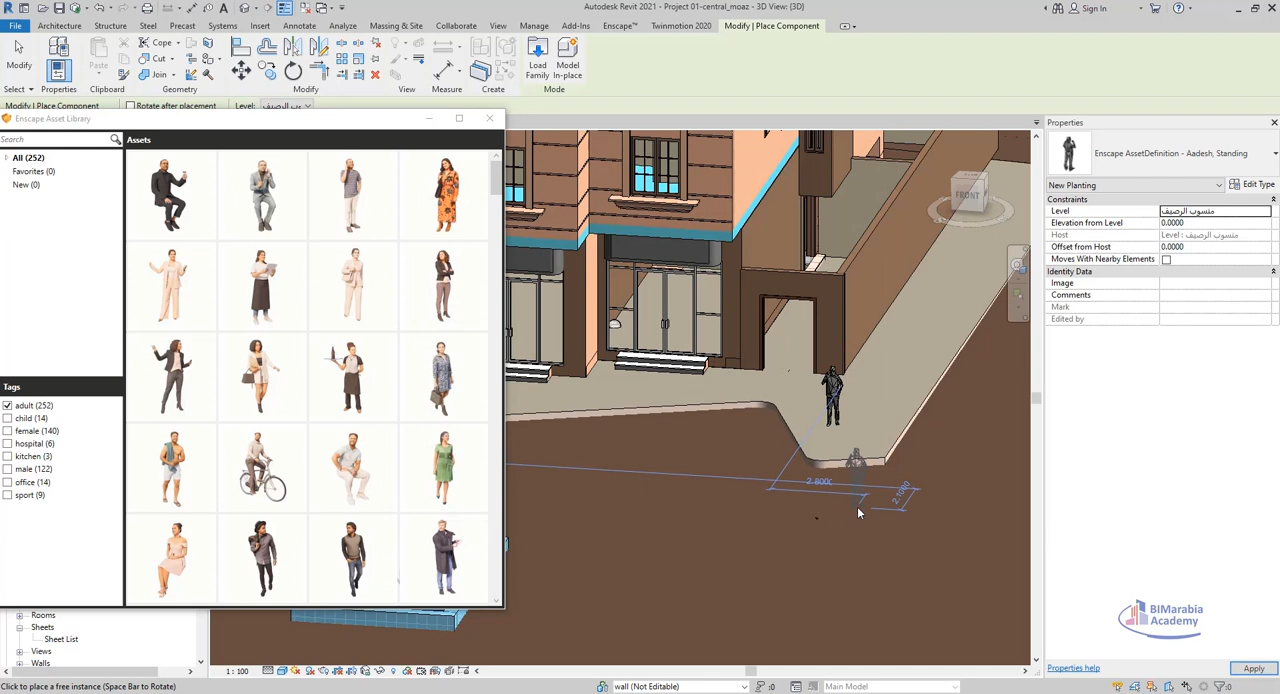 Autodesk Revit 2021 - Project 01-central_moaz - 3D View: {3D}
Sign In
File
Architecture
Structure
Steel
Precast
Systems
Insert
Annotate
Analyze
Massing & Site
Collaborate
View
Manage
Add-Ins
Enscape™
Twinmotion 2020
Modify | Place Component
Modify
Paste
Cope
Cut
Join
Load
Family
Model
In-place
Select
Properties
Clipboard
Geometry
Modify
View
Measure
Create
Mode
Modify | Place Component
Rotate after placement
Level:
Enscape Asset Library
Search
Assets
All (252)
Favorites (0)
New (0)
Tags
adult (252)
child (14)
female (140)
hospital (6)
kitchen (3)
male (122)
office (14)
sport (9)
Rooms
Sheets
Sheet List
Views
Walls
FRONT
2.8000
2.1000
Properties
Enscape AssetDefinition - Aadesh, Standing
New Planting
Edit Type
Constraints
Level
منسوب الرصيف
Elevation from Level
0.0000
Host
Level : منسوب الرصيف
Offset from Host
0.0000
Moves With Nearby Elements
Identity Data
Image
Comments
Mark
Edited by
BIMarabia
Academy
Properties help
Apply
1 : 100
Click to place a free instance (Space Bar to Rotate)
wall (Not Editable)
:0
Main Model
:0